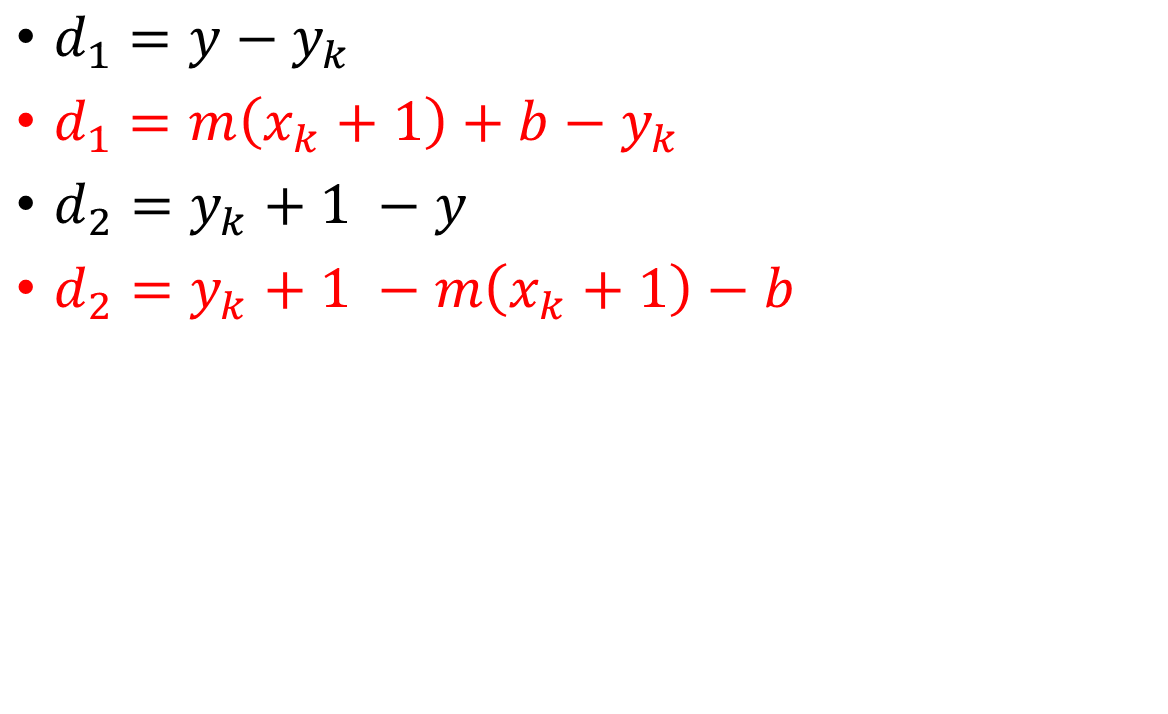 • d₁ = y − yₖ
• d₁ = m(xₖ + 1) + b − yₖ
• d₂ = yₖ + 1 − y
• d₂ = yₖ + 1 − m(xₖ + 1) − b